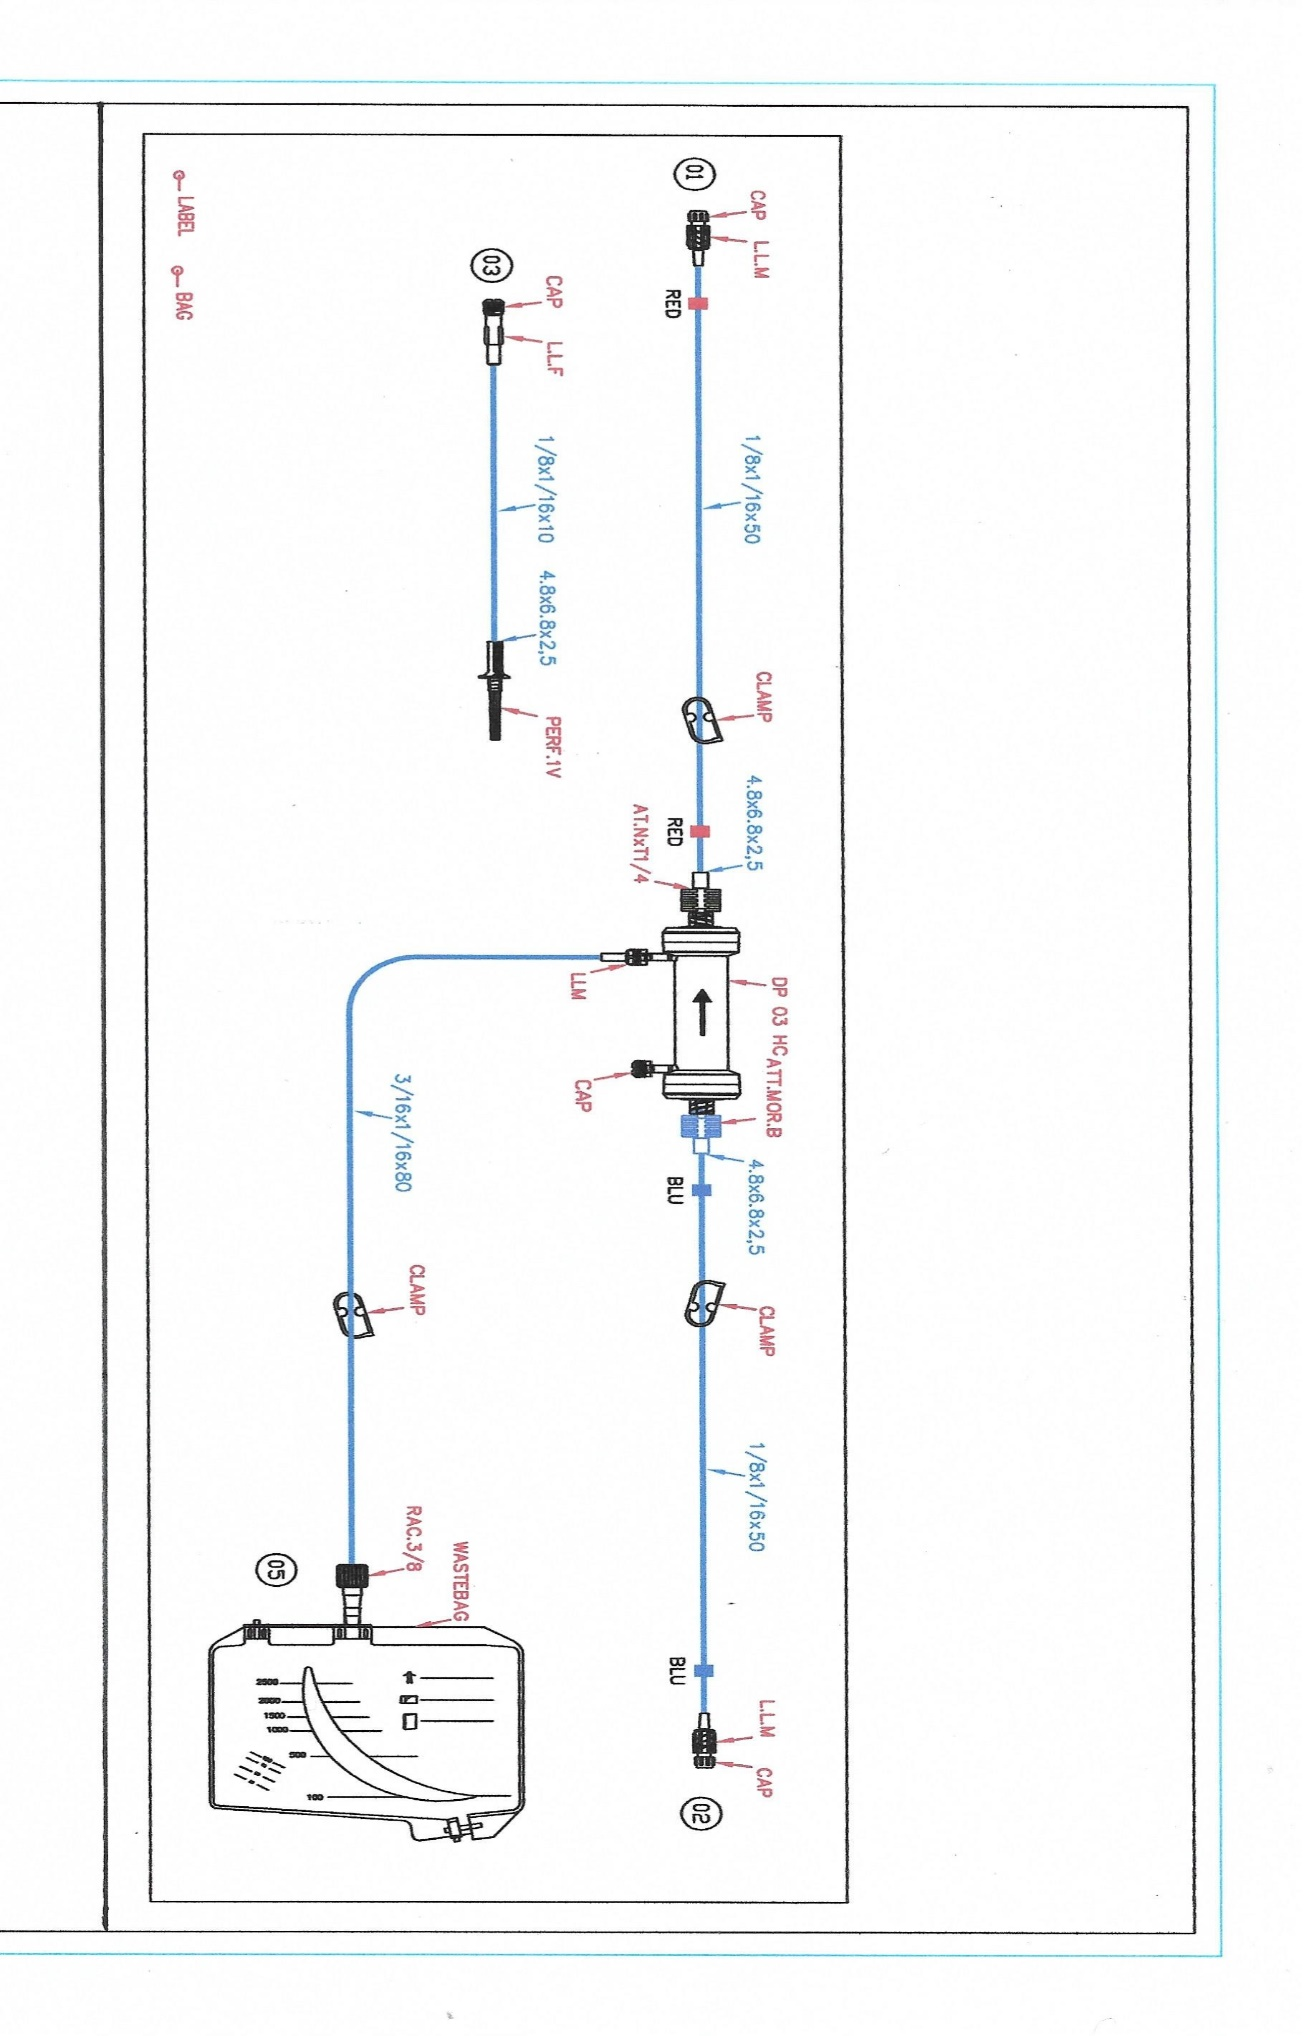 01
CAP
L.L.M
RED
1/8x1/16x50
CLAMP
4.8x6.8x2,5
RED
AT.NxT1/4
DP 03 HC
ATT.MOR.B
4.8x6.8x2,5
BLU
CLAMP
1/8x1/16x50
BLU
L.L.M
CAP
02
LLM
CAP
03
CAP
L.L.F
1/8x1/16x10
4.8x6.8x2,5
PERF.1V
3/16x1/16x80
CLAMP
RAC.3/8
WASTEBAG
05
2500
2000
1500
1000
500
100
LABEL
BAG